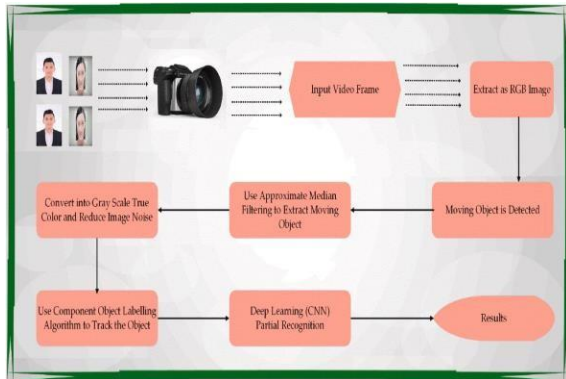 Input Video Frame
Extract as RGB Image
Moving Object is Detected
Use Approximate Median
Filtering to Extract Moving
Object
Convert into Gray Scale True
Color and Reduce Image Noise
Use Component Object Labelling
Algorithm to Track the Object
Deep Learning (CNN)
Partial Recognition
Results